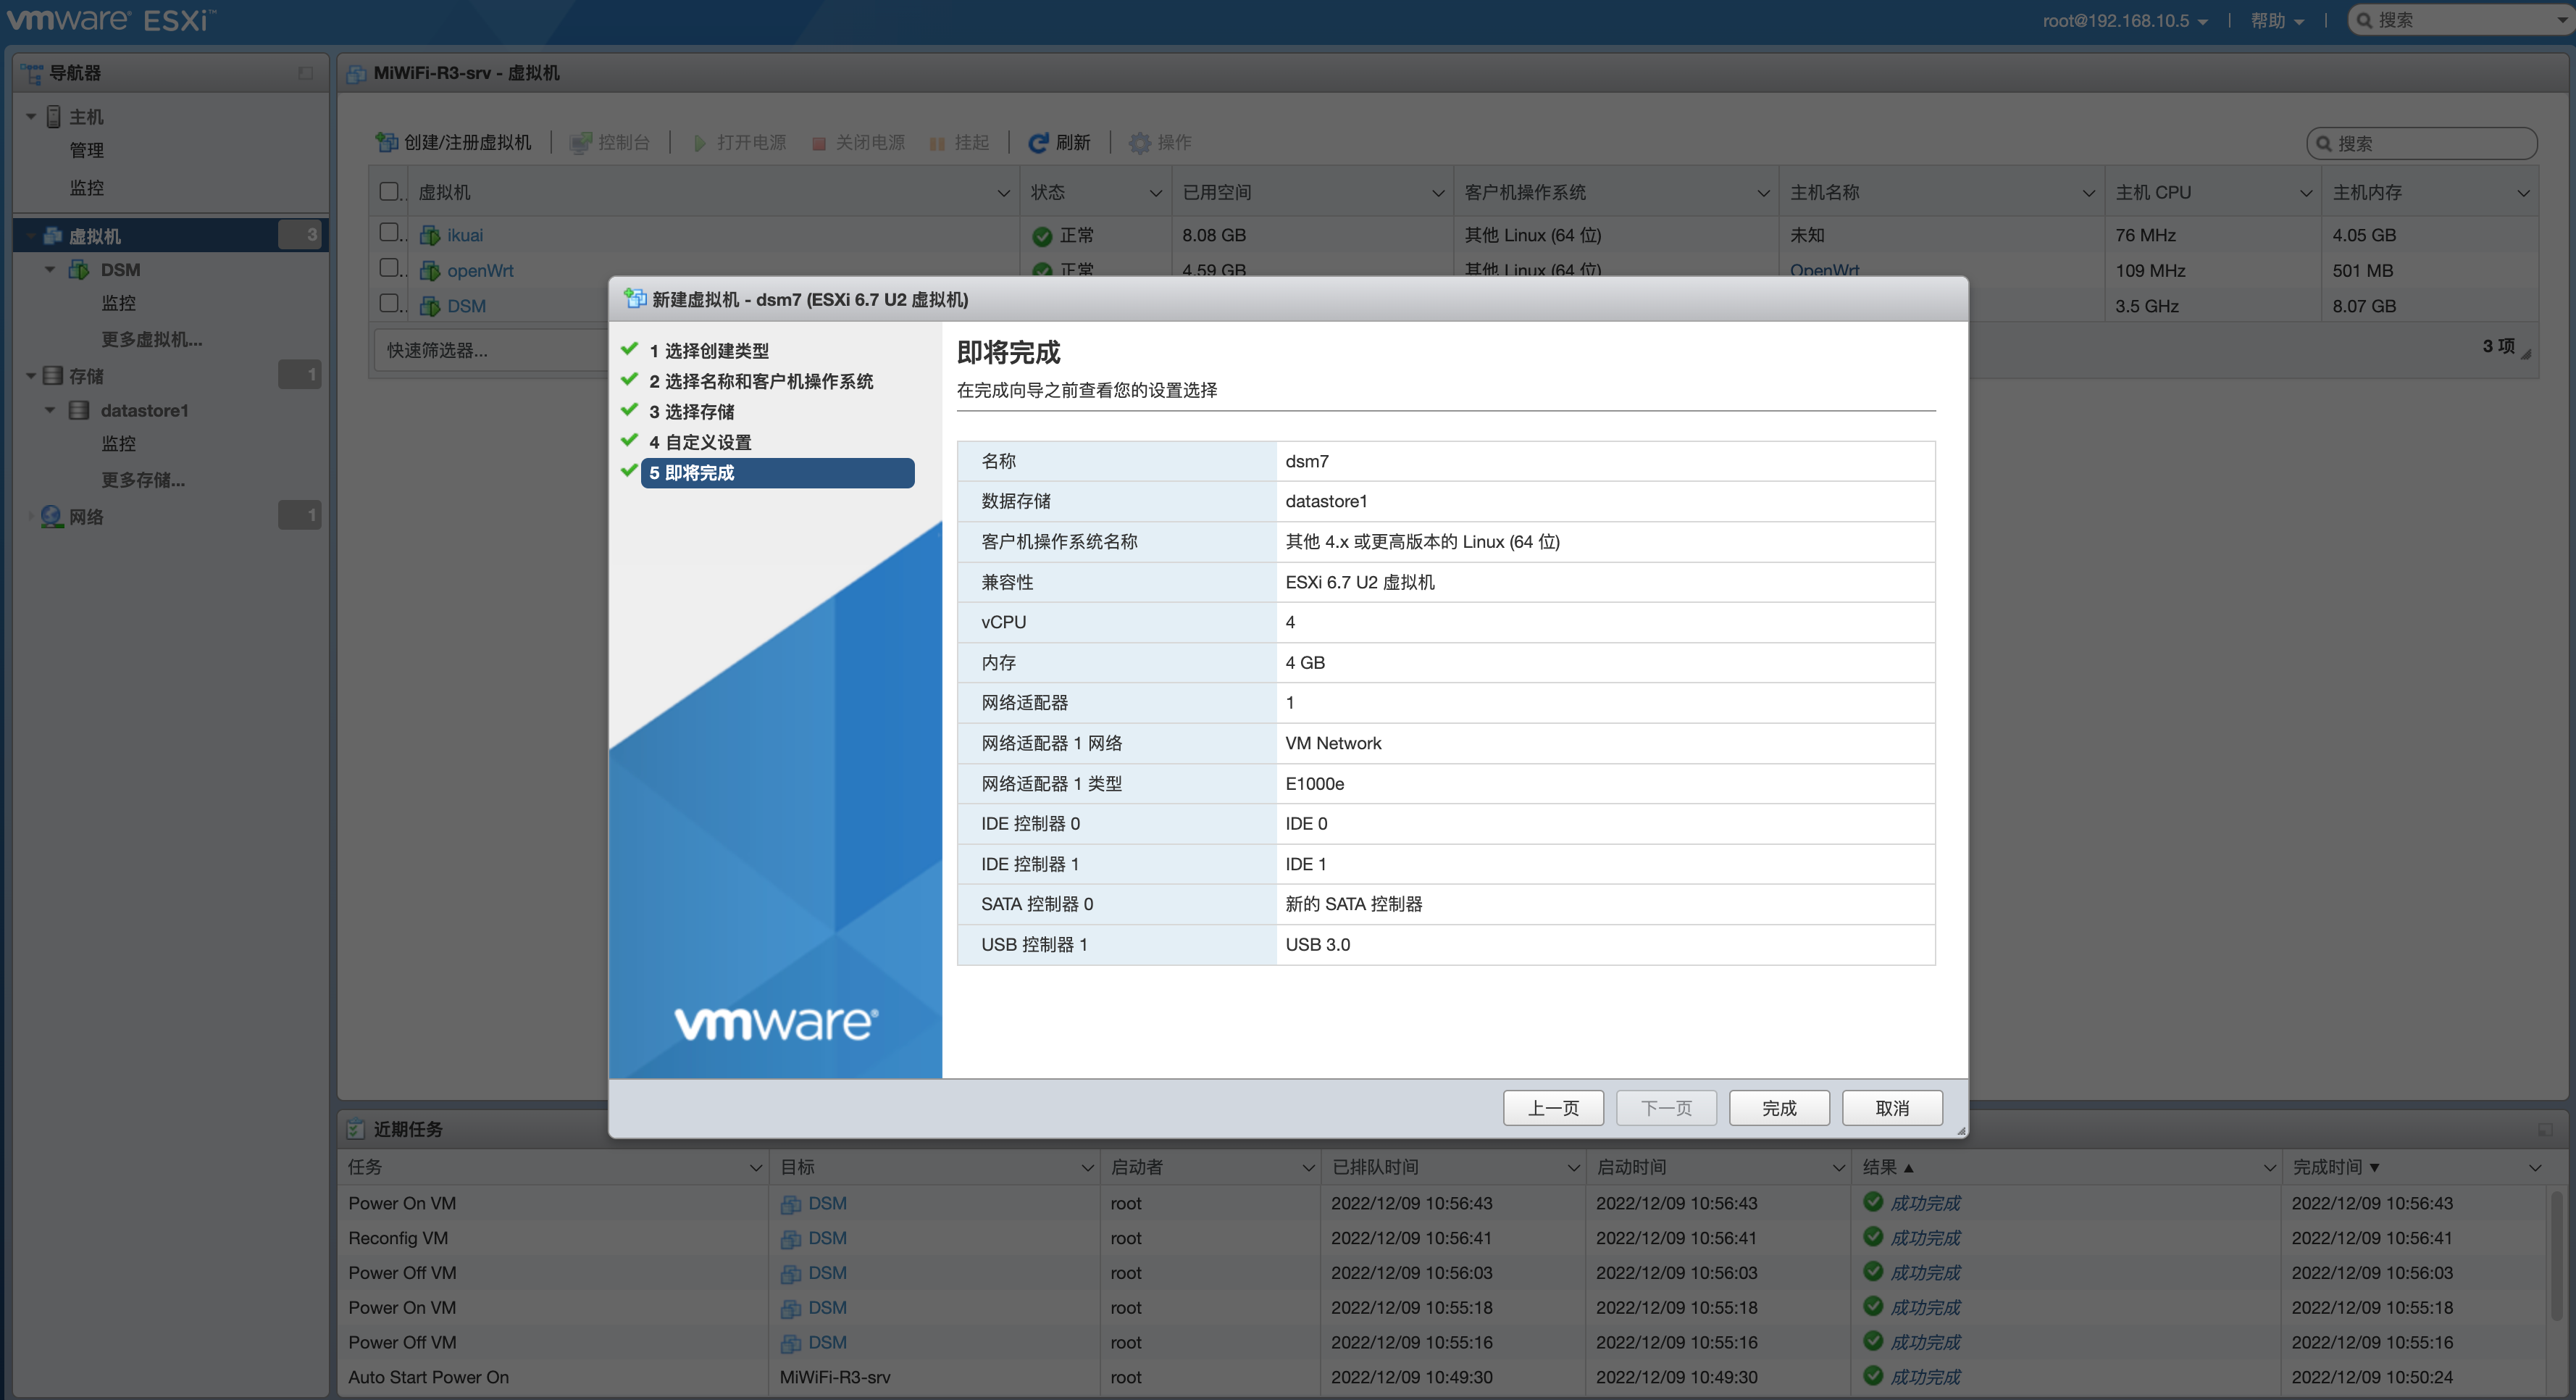 vmware ESXi™
root@192.168.10.5 | 帮助 | 搜索
导航器
主机
管理
监控
虚拟机 3
DSM
监控
更多虚拟机...
存储 1
datastore1
监控
更多存储...
网络 1
MiWiFi-R3-srv - 虚拟机
创建/注册虚拟机 | 控制台 | 打开电源 关闭电源 挂起 | 刷新 | 操作
搜索
虚拟机 状态 已用空间 客户机操作系统 主机名称 主机 CPU 主机内存
ikuai 正常 8.08 GB 其他 Linux (64 位) 未知 76 MHz 4.05 GB
openWrt 正常 4.59 GB 其他 Linux (64 位) OpenWrt 109 MHz 501 MB
DSM 3.5 GHz 8.07 GB
快速筛选器...
3 项
新建虚拟机 - dsm7 (ESXi 6.7 U2 虚拟机)
1 选择创建类型
2 选择名称和客户机操作系统
3 选择存储
4 自定义设置
5 即将完成
vmware®
即将完成
在完成向导之前查看您的设置选择
名称 dsm7
数据存储 datastore1
客户机操作系统名称 其他 4.x 或更高版本的 Linux (64 位)
兼容性 ESXi 6.7 U2 虚拟机
vCPU 4
内存 4 GB
网络适配器 1
网络适配器 1 网络 VM Network
网络适配器 1 类型 E1000e
IDE 控制器 0 IDE 0
IDE 控制器 1 IDE 1
SATA 控制器 0 新的 SATA 控制器
USB 控制器 1 USB 3.0
上一页 下一页 完成 取消
近期任务
任务 目标 启动者 已排队时间 启动时间 结果 ▲ 完成时间 ▼
Power On VM DSM root 2022/12/09 10:56:43 2022/12/09 10:56:43 成功完成 2022/12/09 10:56:43
Reconfig VM DSM root 2022/12/09 10:56:41 2022/12/09 10:56:41 成功完成 2022/12/09 10:56:41
Power Off VM DSM root 2022/12/09 10:56:03 2022/12/09 10:56:03 成功完成 2022/12/09 10:56:03
Power On VM DSM root 2022/12/09 10:55:18 2022/12/09 10:55:18 成功完成 2022/12/09 10:55:18
Power Off VM DSM root 2022/12/09 10:55:16 2022/12/09 10:55:16 成功完成 2022/12/09 10:55:16
Auto Start Power On MiWiFi-R3-srv root 2022/12/09 10:49:30 2022/12/09 10:49:30 成功完成 2022/12/09 10:50:24